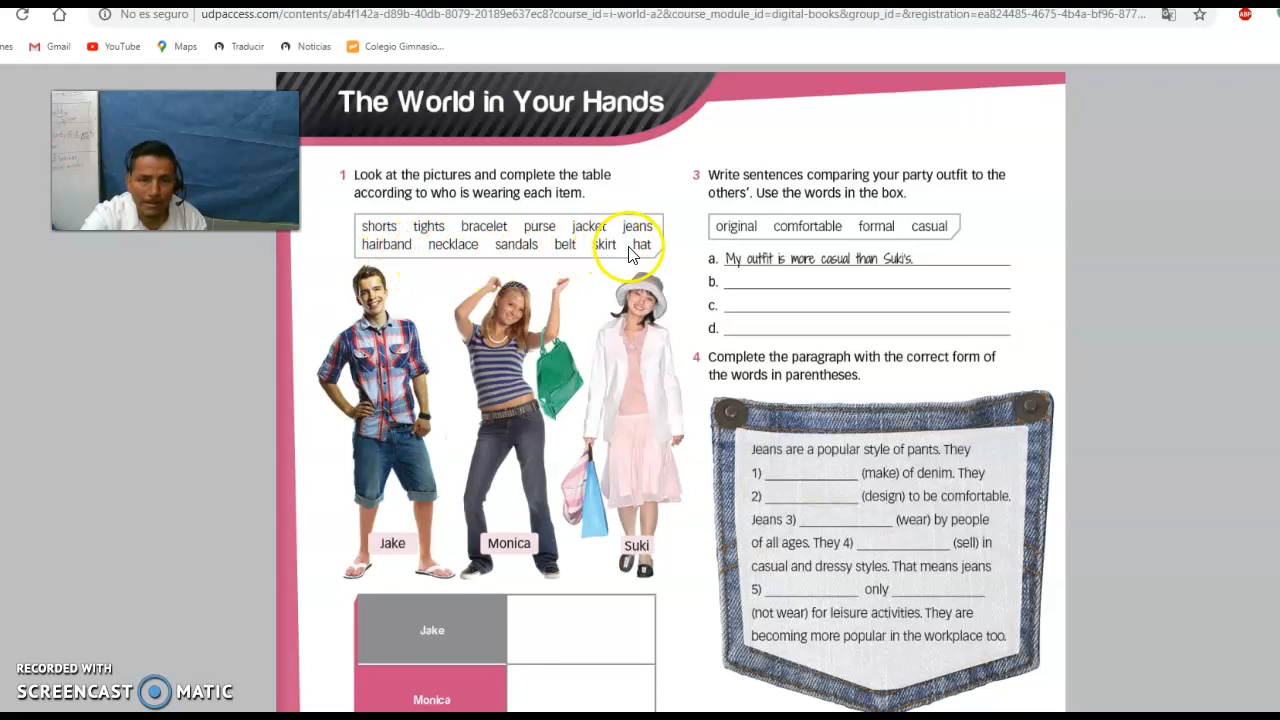 No es seguro udpaccess.com/contents/ab4f142a-d89b-40db-8079-20189e637ec8?course_id=i-world-a2&course_module_id=digital-books&group_id=&registration=ea824485-4675-4b4a-bf96-877...
ABP
nes Gmail YouTube Maps Traducir Noticias Colegio Gimnasio...
The World in Your Hands
1 Look at the pictures and complete the table
according to who is wearing each item.
shorts tights bracelet purse jacket jeans
hairband necklace sandals belt skirt hat
Jake Monica Suki
Jake
Monica
3 Write sentences comparing your party outfit to the
others'. Use the words in the box.
original comfortable formal casual
a. My outfit is more casual than Suki's.
b.
c.
d.
4 Complete the paragraph with the correct form of
the words in parentheses.
Jeans are a popular style of pants. They
1) ____________ (make) of denim. They
2) ____________ (design) to be comfortable.
Jeans 3) ____________ (wear) by people
of all ages. They 4) ____________ (sell) in
casual and dressy styles. That means jeans
5) ____________ only ____________
(not wear) for leisure activities. They are
becoming more popular in the workplace too.
RECORDED WITH
SCREENCAST MATIC